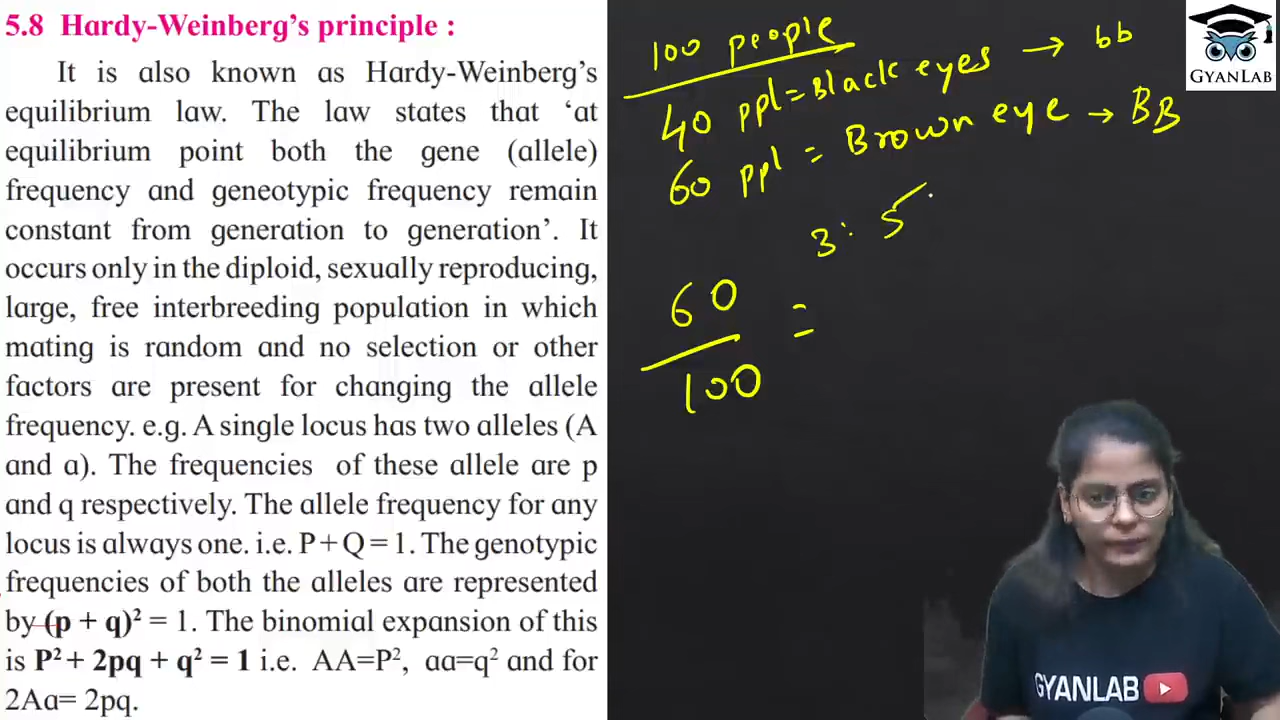 5.8 Hardy-Weinberg's principle :
It is also known as Hardy-Weinberg's
equilibrium law. The law states that 'at
equilibrium point both the gene (allele)
frequency and geneotypic frequency remain
constant from generation to generation'. It
occurs only in the diploid, sexually reproducing,
large, free interbreeding population in which
mating is random and no selection or other
factors are present for changing the allele
frequency. e.g. A single locus has two alleles (A
and a). The frequencies of these allele are p
and q respectively. The allele frequency for any
locus is always one. i.e. P + Q = 1. The genotypic
frequencies of both the alleles are represented
by (p + q)² = 1. The binomial expansion of this
is P² + 2pq + q² = 1 i.e. AA=P², aa=q² and for
2Aa= 2pq.
100 people
40 ppl = Black eyes → bb
60 ppl = Brown eye → BB
3: 5
60
100
=
GYANLAB
GYANLAB